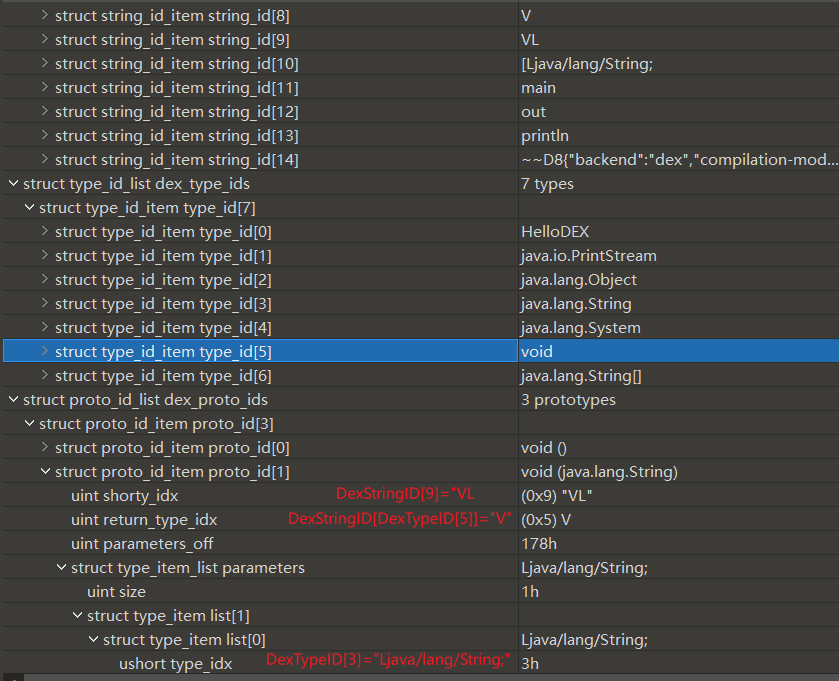 struct string_id_item string_id[8] V
struct string_id_item string_id[9] VL
struct string_id_item string_id[10] [Ljava/lang/String;
struct string_id_item string_id[11] main
struct string_id_item string_id[12] out
struct string_id_item string_id[13] println
struct string_id_item string_id[14] ~~D8{"backend":"dex","compilation-mod...
struct type_id_list dex_type_ids 7 types
struct type_id_item type_id[7]
struct type_id_item type_id[0] HelloDEX
struct type_id_item type_id[1] java.io.PrintStream
struct type_id_item type_id[2] java.lang.Object
struct type_id_item type_id[3] java.lang.String
struct type_id_item type_id[4] java.lang.System
struct type_id_item type_id[5] void
struct type_id_item type_id[6] java.lang.String[]
struct proto_id_list dex_proto_ids 3 prototypes
struct proto_id_item proto_id[3]
struct proto_id_item proto_id[0] void ()
struct proto_id_item proto_id[1] void (java.lang.String)
uint shorty_idx DexStringID[9]="VL (0x9) "VL"
uint return_type_idx DexStringID[DexTypeID[5]]="V" (0x5) V
uint parameters_off 178h
struct type_item_list parameters Ljava/lang/String;
uint size 1h
struct type_item list[1]
struct type_item list[0] Ljava/lang/String;
ushort type_idx DexTypeID[3]="Ljava/lang/String;" 3h